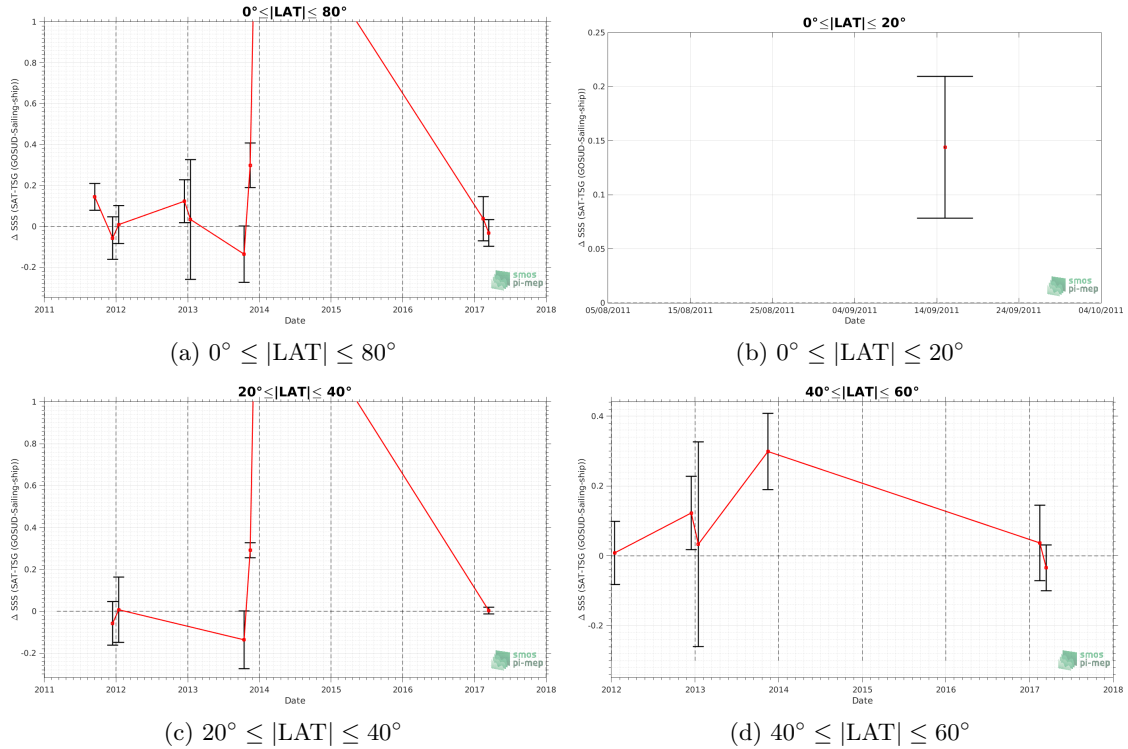 0°≤|LAT|≤ 80°
Δ SSS (SAT-TSG (GOSUD-Sailing-ship))
1
0.8
0.6
0.4
0.2
0
-0.2
2011 2012 2013 2014 2015 2016 2017 2018
Date
smos
pi-mep
(a) 0° ≤ |LAT| ≤ 80°
0°≤|LAT|≤ 20°
Δ SSS (SAT-TSG (GOSUD-Sailing-ship))
0.25
0.2
0.15
0.1
0.05
0
05/08/2011 15/08/2011 25/08/2011 04/09/2011 14/09/2011 24/09/2011 04/10/2011
Date
smos
pi-mep
(b) 0° ≤ |LAT| ≤ 20°
20°≤|LAT|≤ 40°
Δ SSS (SAT-TSG (GOSUD-Sailing-ship))
1
0.8
0.6
0.4
0.2
0
-0.2
2011 2012 2013 2014 2015 2016 2017 2018
Date
smos
pi-mep
(c) 20° ≤ |LAT| ≤ 40°
40°≤|LAT|≤ 60°
Δ SSS (SAT-TSG (GOSUD-Sailing-ship))
0.4
0.2
0
-0.2
2012 2013 2014 2015 2016 2017 2018
Date
smos
pi-mep
(d) 40° ≤ |LAT| ≤ 60°